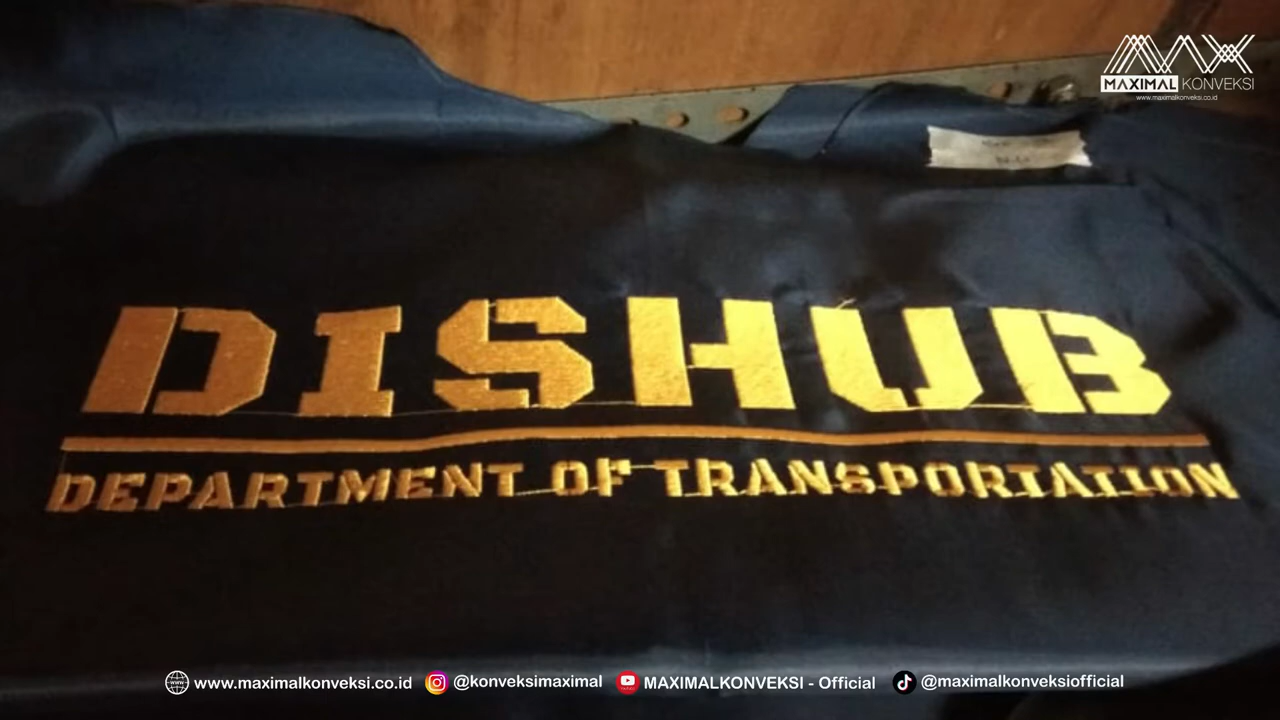 MAXIMAL KONVEKSI
www.maximalkonveksi.co.id
DISHUB
DEPARTMENT OF TRANSPORTATION
www.maximalkonveksi.co.id @konveksimaximal MAXIMALKONVEKSI - Official @maximalkonveksiofficial